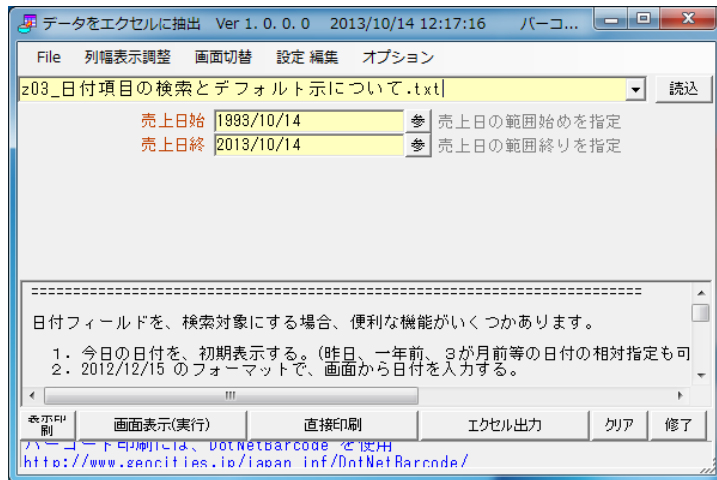 データをエクセルに抽出 Ver 1. 0. 0. 0 2013/10/14 12:17:16 バーコ...
File 列幅表示調整 画面切替 設定 編集 オプション
z03_日付項目の検索とデフォルト示について.txt 読込
売上日始 1993/10/14 参 売上日の範囲始めを指定
売上日終 2013/10/14 参 売上日の範囲終りを指定
=====================================================================
日付フィールドを、検索対象にする場合、便利な機能がいくつかあります。
1. 今日の日付を、初期表示する。(昨日、一年前、3が月前等の日付の相対指定も可
2. 2012/12/15 のフォーマットで、画面から日付を入力する。
表示印刷 画面表示(実行) 直接印刷 エクセル出力 クリア 修了
バーコード印刷には、DotNetBarcode を使用
http://www.geocities.jp/japan_inf/DotNetBarcode/